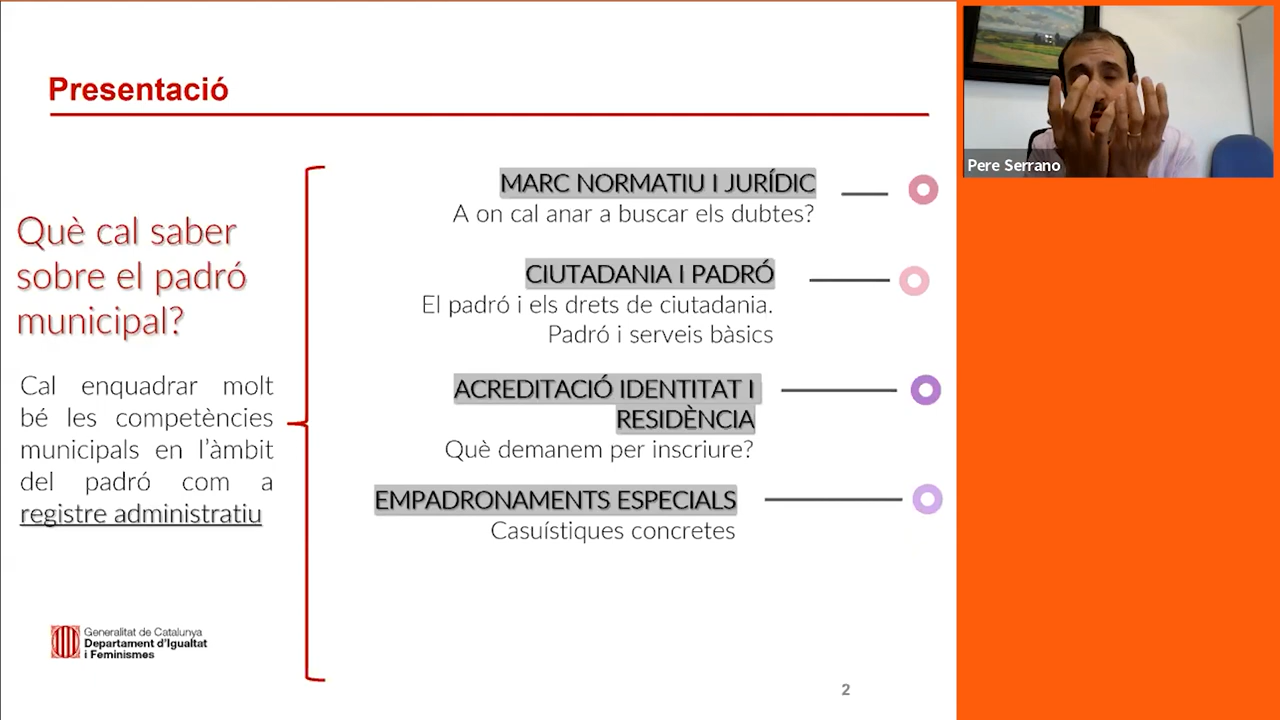 Presentació
Què cal saber
sobre el padró
municipal?
Cal enquadrar molt
bé les competències
municipals en l'àmbit
del padró com a
registre administratiu
MARC NORMATIU I JURÍDIC
A on cal anar a buscar els dubtes?
CIUTADANIA I PADRÓ
El padró i els drets de ciutadania.
Padró i serveis bàsics
ACREDITACIÓ IDENTITAT I
RESIDÈNCIA
Què demanem per inscriure?
EMPADRONAMENTS ESPECIALS
Casuístiques concretes
Generalitat de Catalunya
Departament d'Igualtat
i Feminismes
2
Pere Serrano